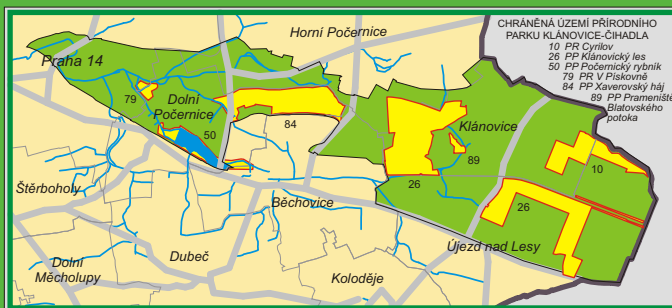 CHRÁNĚNÁ ÚZEMÍ PŘÍRODNÍHO
PARKU KLÁNOVICE-ČIHADLA
10 PR Cyrilov
26 PP Klánovický les
50 PP Počernický rybník
79 PR V Pískovně
84 PP Xaverovský háj
89 PP Prameniště
Blatovského
potoka
Horní Počernice
Praha 14
79
Dolní
Počernice
50
84
Klánovice
89
10
26
26
Štěrboholy
Běchovice
Újezd nad Lesy
Dubeč
Dolní
Měcholupy
Koloděje